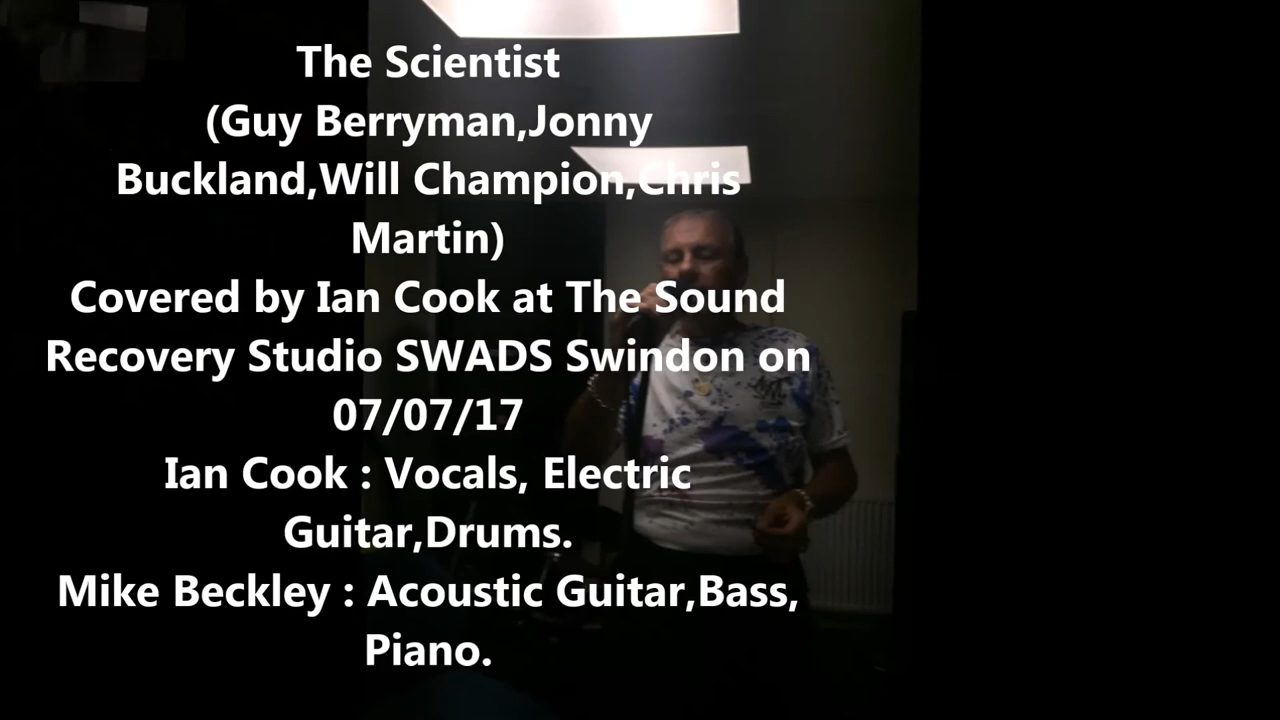 The Scientist
(Guy Berryman,Jonny
Buckland,Will Champion,Chris
Martin)
Covered by Ian Cook at The Sound
Recovery Studio SWADS Swindon on
07/07/17
Ian Cook : Vocals, Electric
Guitar,Drums.
Mike Beckley : Acoustic Guitar,Bass,
Piano.